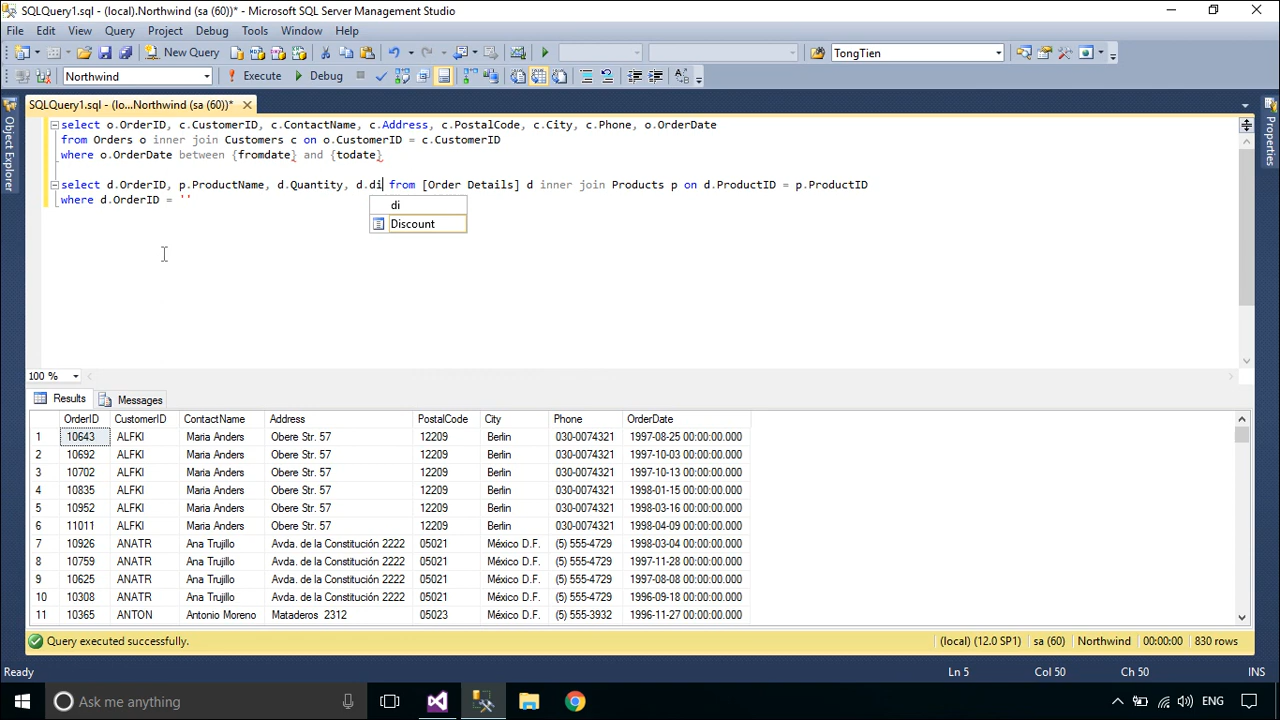 SQLQuery1.sql - (local).Northwind (sa (60))* - Microsoft SQL Server Management Studio
File Edit View Query Project Debug Tools Window Help
New Query TongTien
Northwind Execute Debug
SQLQuery1.sql - (lo...Northwind (sa (60))*
Object Explorer
Properties
select o.OrderID, c.CustomerID, c.ContactName, c.Address, c.PostalCode, c.City, c.Phone, o.OrderDate
from Orders o inner join Customers c on o.CustomerID = c.CustomerID
where o.OrderDate between {fromdate} and {todate}
select d.OrderID, p.ProductName, d.Quantity, d.di from [Order Details] d inner join Products p on d.ProductID = p.ProductID
where d.OrderID = ''
di
Discount
100 %
Results Messages
OrderID CustomerID ContactName Address PostalCode City Phone OrderDate
1 10643 ALFKI Maria Anders Obere Str. 57 12209 Berlin 030-0074321 1997-08-25 00:00:00.000
2 10692 ALFKI Maria Anders Obere Str. 57 12209 Berlin 030-0074321 1997-10-03 00:00:00.000
3 10702 ALFKI Maria Anders Obere Str. 57 12209 Berlin 030-0074321 1997-10-13 00:00:00.000
4 10835 ALFKI Maria Anders Obere Str. 57 12209 Berlin 030-0074321 1998-01-15 00:00:00.000
5 10952 ALFKI Maria Anders Obere Str. 57 12209 Berlin 030-0074321 1998-03-16 00:00:00.000
6 11011 ALFKI Maria Anders Obere Str. 57 12209 Berlin 030-0074321 1998-04-09 00:00:00.000
7 10926 ANATR Ana Trujillo Avda. de la Constitución 2222 05021 México D.F. (5) 555-4729 1998-03-04 00:00:00.000
8 10759 ANATR Ana Trujillo Avda. de la Constitución 2222 05021 México D.F. (5) 555-4729 1997-11-28 00:00:00.000
9 10625 ANATR Ana Trujillo Avda. de la Constitución 2222 05021 México D.F. (5) 555-4729 1997-08-08 00:00:00.000
10 10308 ANATR Ana Trujillo Avda. de la Constitución 2222 05021 México D.F. (5) 555-4729 1996-09-18 00:00:00.000
11 10365 ANTON Antonio Moreno Mataderos 2312 05023 México D.F. (5) 555-3932 1996-11-27 00:00:00.000
Query executed successfully. (local) (12.0 SP1) sa (60) Northwind 00:00:00 830 rows
Ready Ln 5 Col 50 Ch 50 INS
Ask me anything ENG